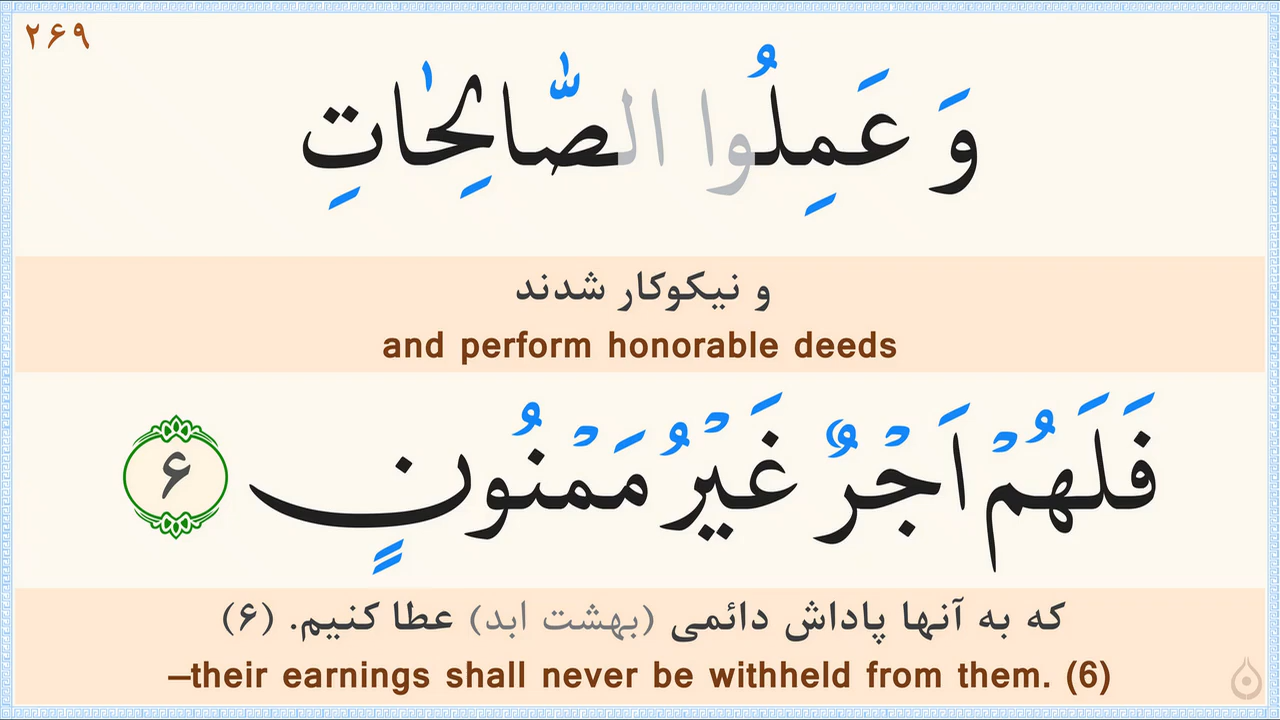 ۲۶۹
وَ عَمِلُوا الصّٰالِحٰاتِ
و نیکوکار شدند
and perform honorable deeds
فَلَهُمْ اَجْرٌ غَیْرُ مَمْنُونٍ ۶
که به آنها پاداش دائمی (بهشت ابد) عطا کنیم. (۶)
–their earnings shall never be withheld from them. (6)